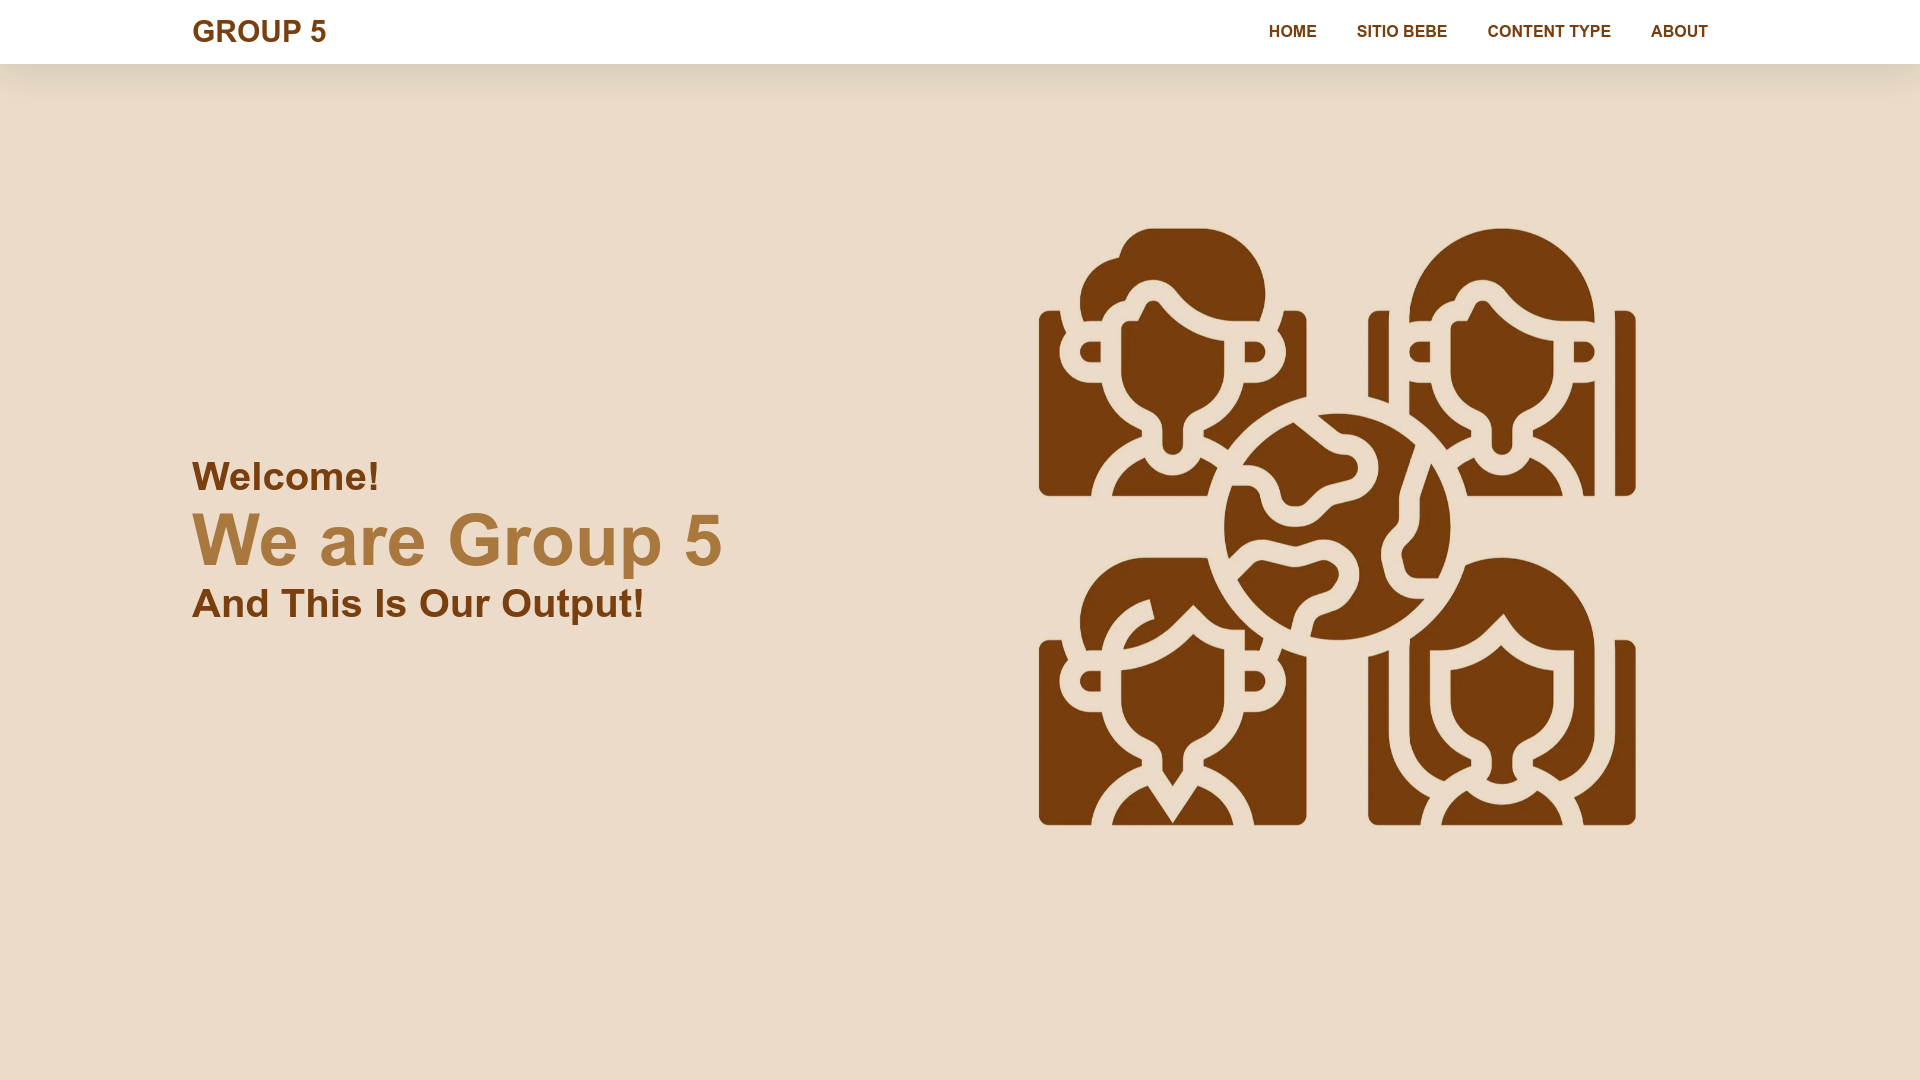 GROUP 5
HOME SITIO BEBE CONTENT TYPE ABOUT
Welcome!
We are Group 5
And This Is Our Output!